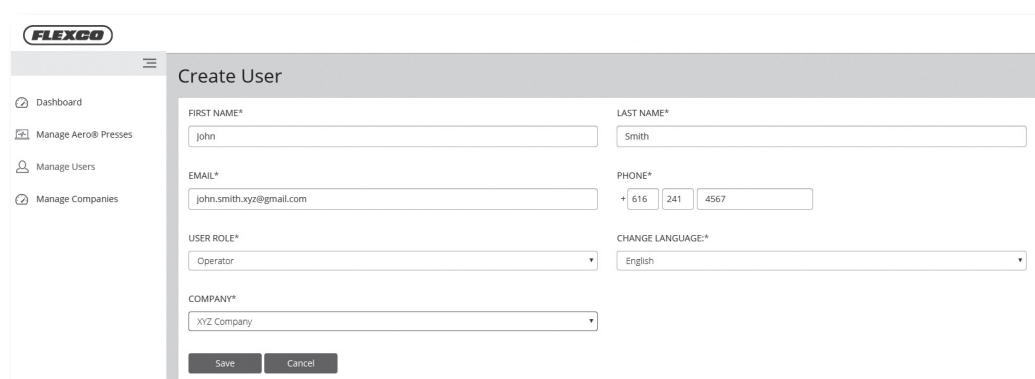 FLEXCO
Create User
Dashboard
Manage Aero® Presses
Manage Users
Manage Companies
FIRST NAME*
LAST NAME*
John
Smith
EMAIL*
PHONE*
john.smith.xyz@gmail.com
+ 616 241 4567
USER ROLE*
CHANGE LANGUAGE:*
Operator
English
COMPANY*
XYZ Company
Save Cancel